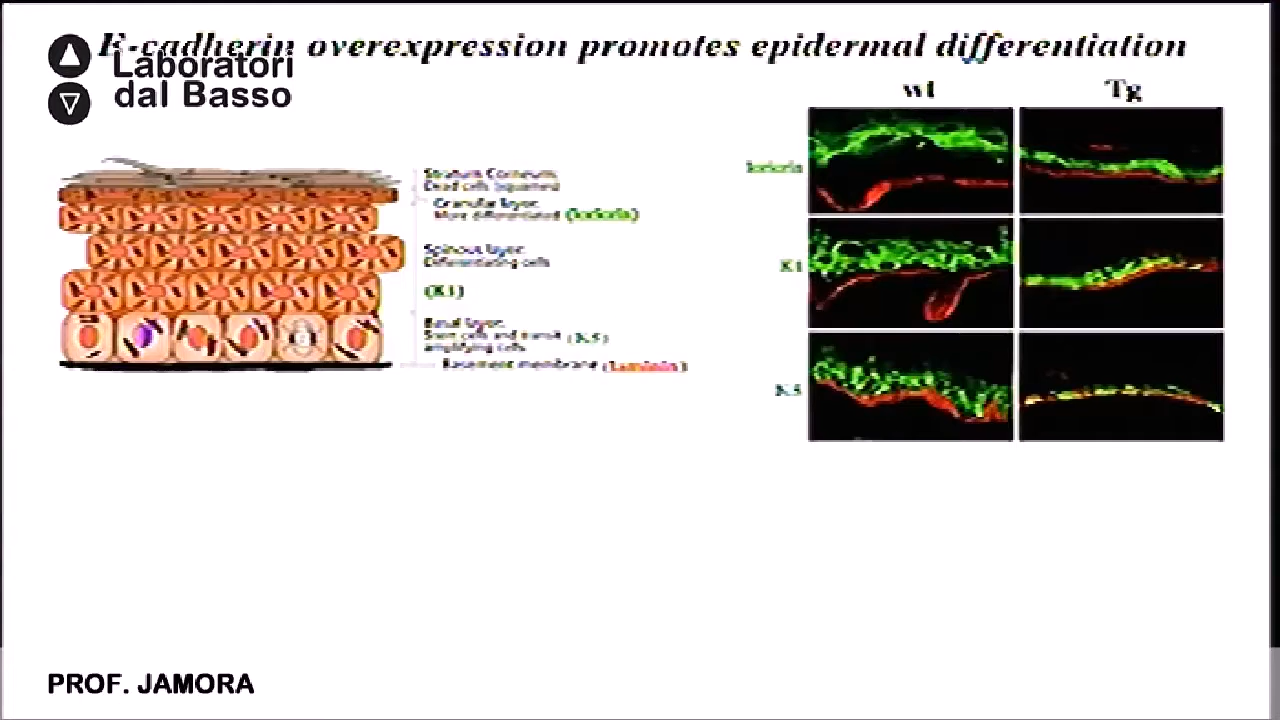 E-cadherin overexpression promotes epidermal differentiation
Laboratori
dal Basso
wt
Tg
Stratum Corneum:
Dead cells (squames)
Granular layer:
More differentiated (loricrin)
Spinous layer:
Differentiating cells
(K1)
Basal layer:
Stem cells and transit (K5)
amplifying cells
Basement membrane (laminin)
loricrin
K1
K5
PROF. JAMORA